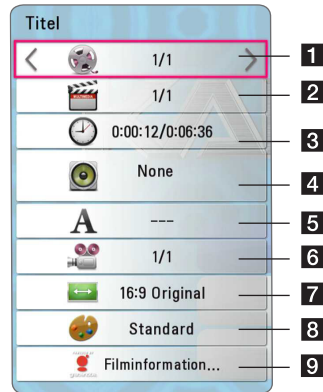 Titel
1/1 1
1/1 2
0:00:12/0:06:36 3
None 4
A --- 5
1/1 6
16:9 Original 7
Standard 8
Filminformation... 9